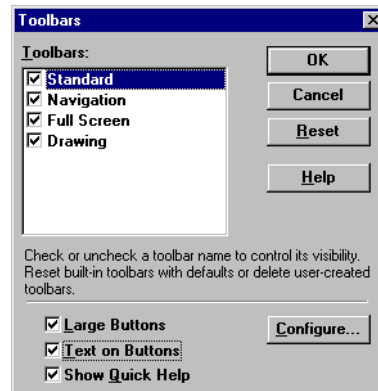 Toolbars
Toolbars:
Standard
Navigation
Full Screen
Drawing
OK
Cancel
Reset
Help
Check or uncheck a toolbar name to control its visibility.
Reset built-in toolbars with defaults or delete user-created
toolbars.
Large Buttons
Text on Buttons
Show Quick Help
Configure...